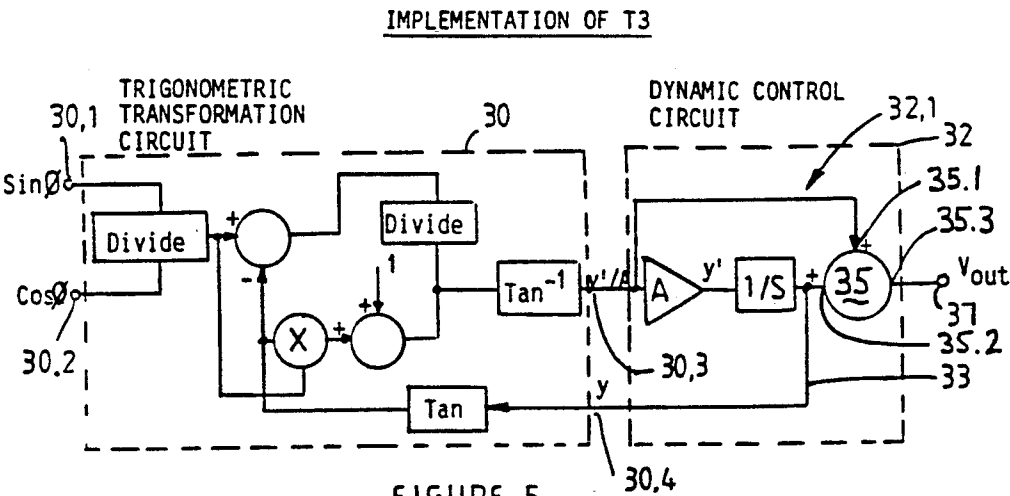 IMPLEMENTATION OF T3
TRIGONOMETRIC
TRANSFORMATION
CIRCUIT
30,1
30
DYNAMIC CONTROL
CIRCUIT
32,1
32
SinØ
Divide
+
-
Divide
1
+
+
X
CosØ
30,2
Tan⁻¹
y'/A
A
y'
1/S
+
+
35
35.1
35.3
Vout
37
35.2
33
30,3
y
Tan
30,4
FIGURE 5